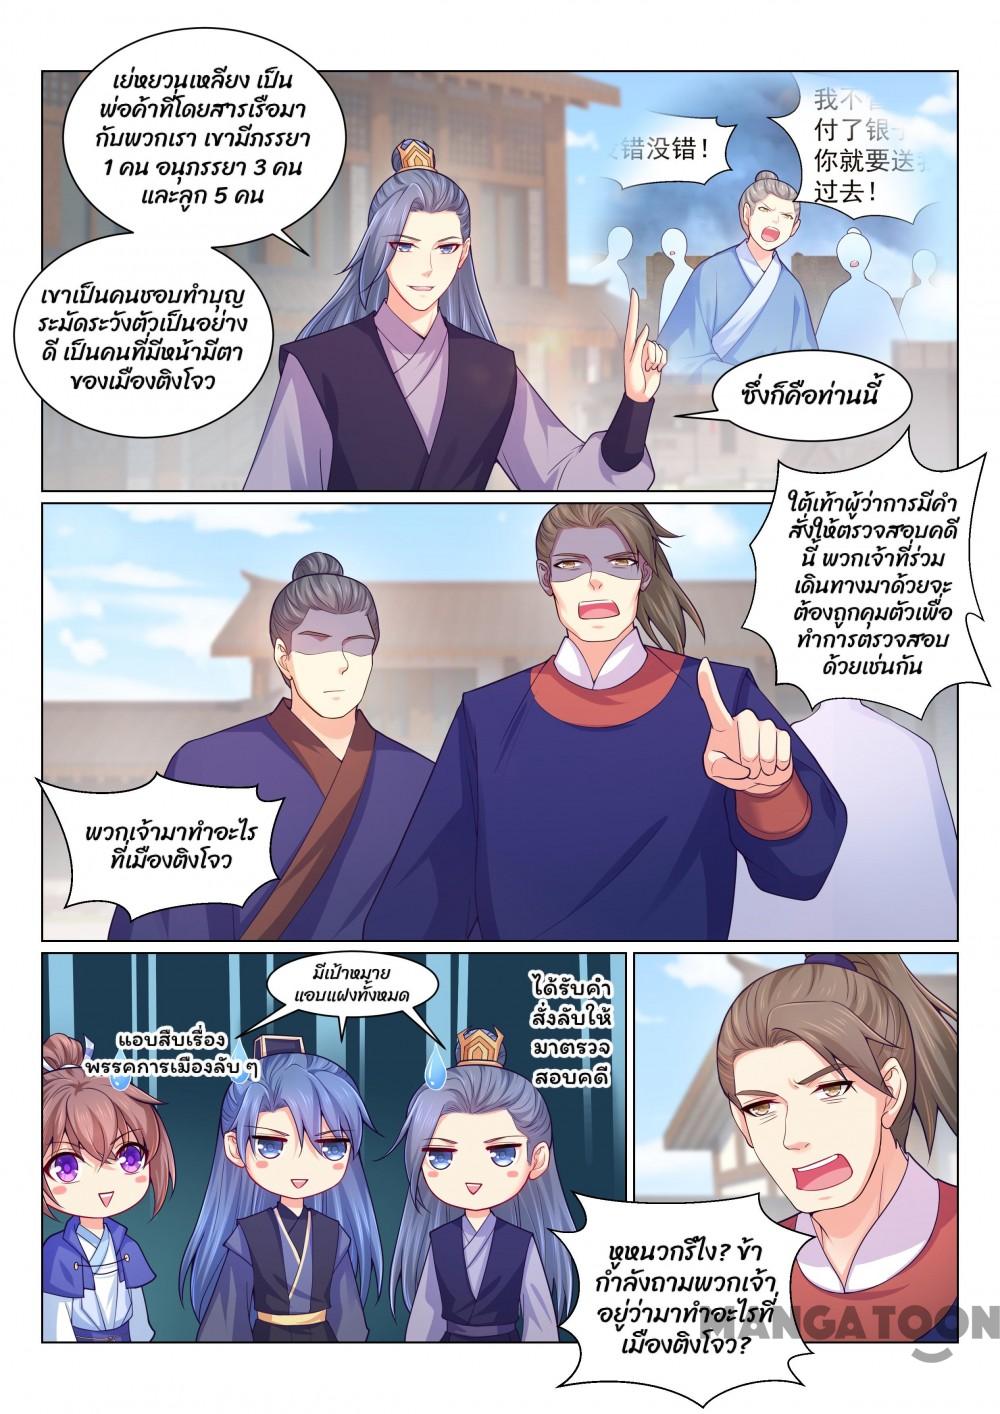 เย่หยวนเหลียง เป็น
พ่อค้าที่โดยสารเรือมา
กับพวกเรา เขามีภรรยา
1 คน อนุภรรยา 3 คน
และลูก 5 คน
เขาเป็นคนชอบทำบุญ
ระมัดระวังตัวเป็นอย่าง
ดี เป็นคนที่มีหน้ามีตา
ของเมืองติงโจว
错没错！
我不
付了银
你就要送
过去！
ซึ่งก็คือท่านนี้
ใต้เท้าผู้ว่าการมีคำ
สั่งให้ตรวจสอบคดี
นี้ พวกเจ้าที่ร่วม
เดินทางมาด้วยจะ
ต้องถูกคุมตัวเพื่อ
ทำการตรวจสอบ
ด้วยเช่นกัน
พวกเจ้ามาทำอะไร
ที่เมืองติงโจว
มีเป้าหมาย
แอบแฝงทั้งหมด
แอบสืบเรื่อง
พรรคการเมืองลับ ๆ
ได้รับคำ
สั่งลับให้
มาตรวจ
สอบคดี
หูหนวกรึไง? ข้า
กำลังถามพวกเจ้า
อยู่ว่ามาทำอะไรที่
เมืองติงโจว?
MANGATOON